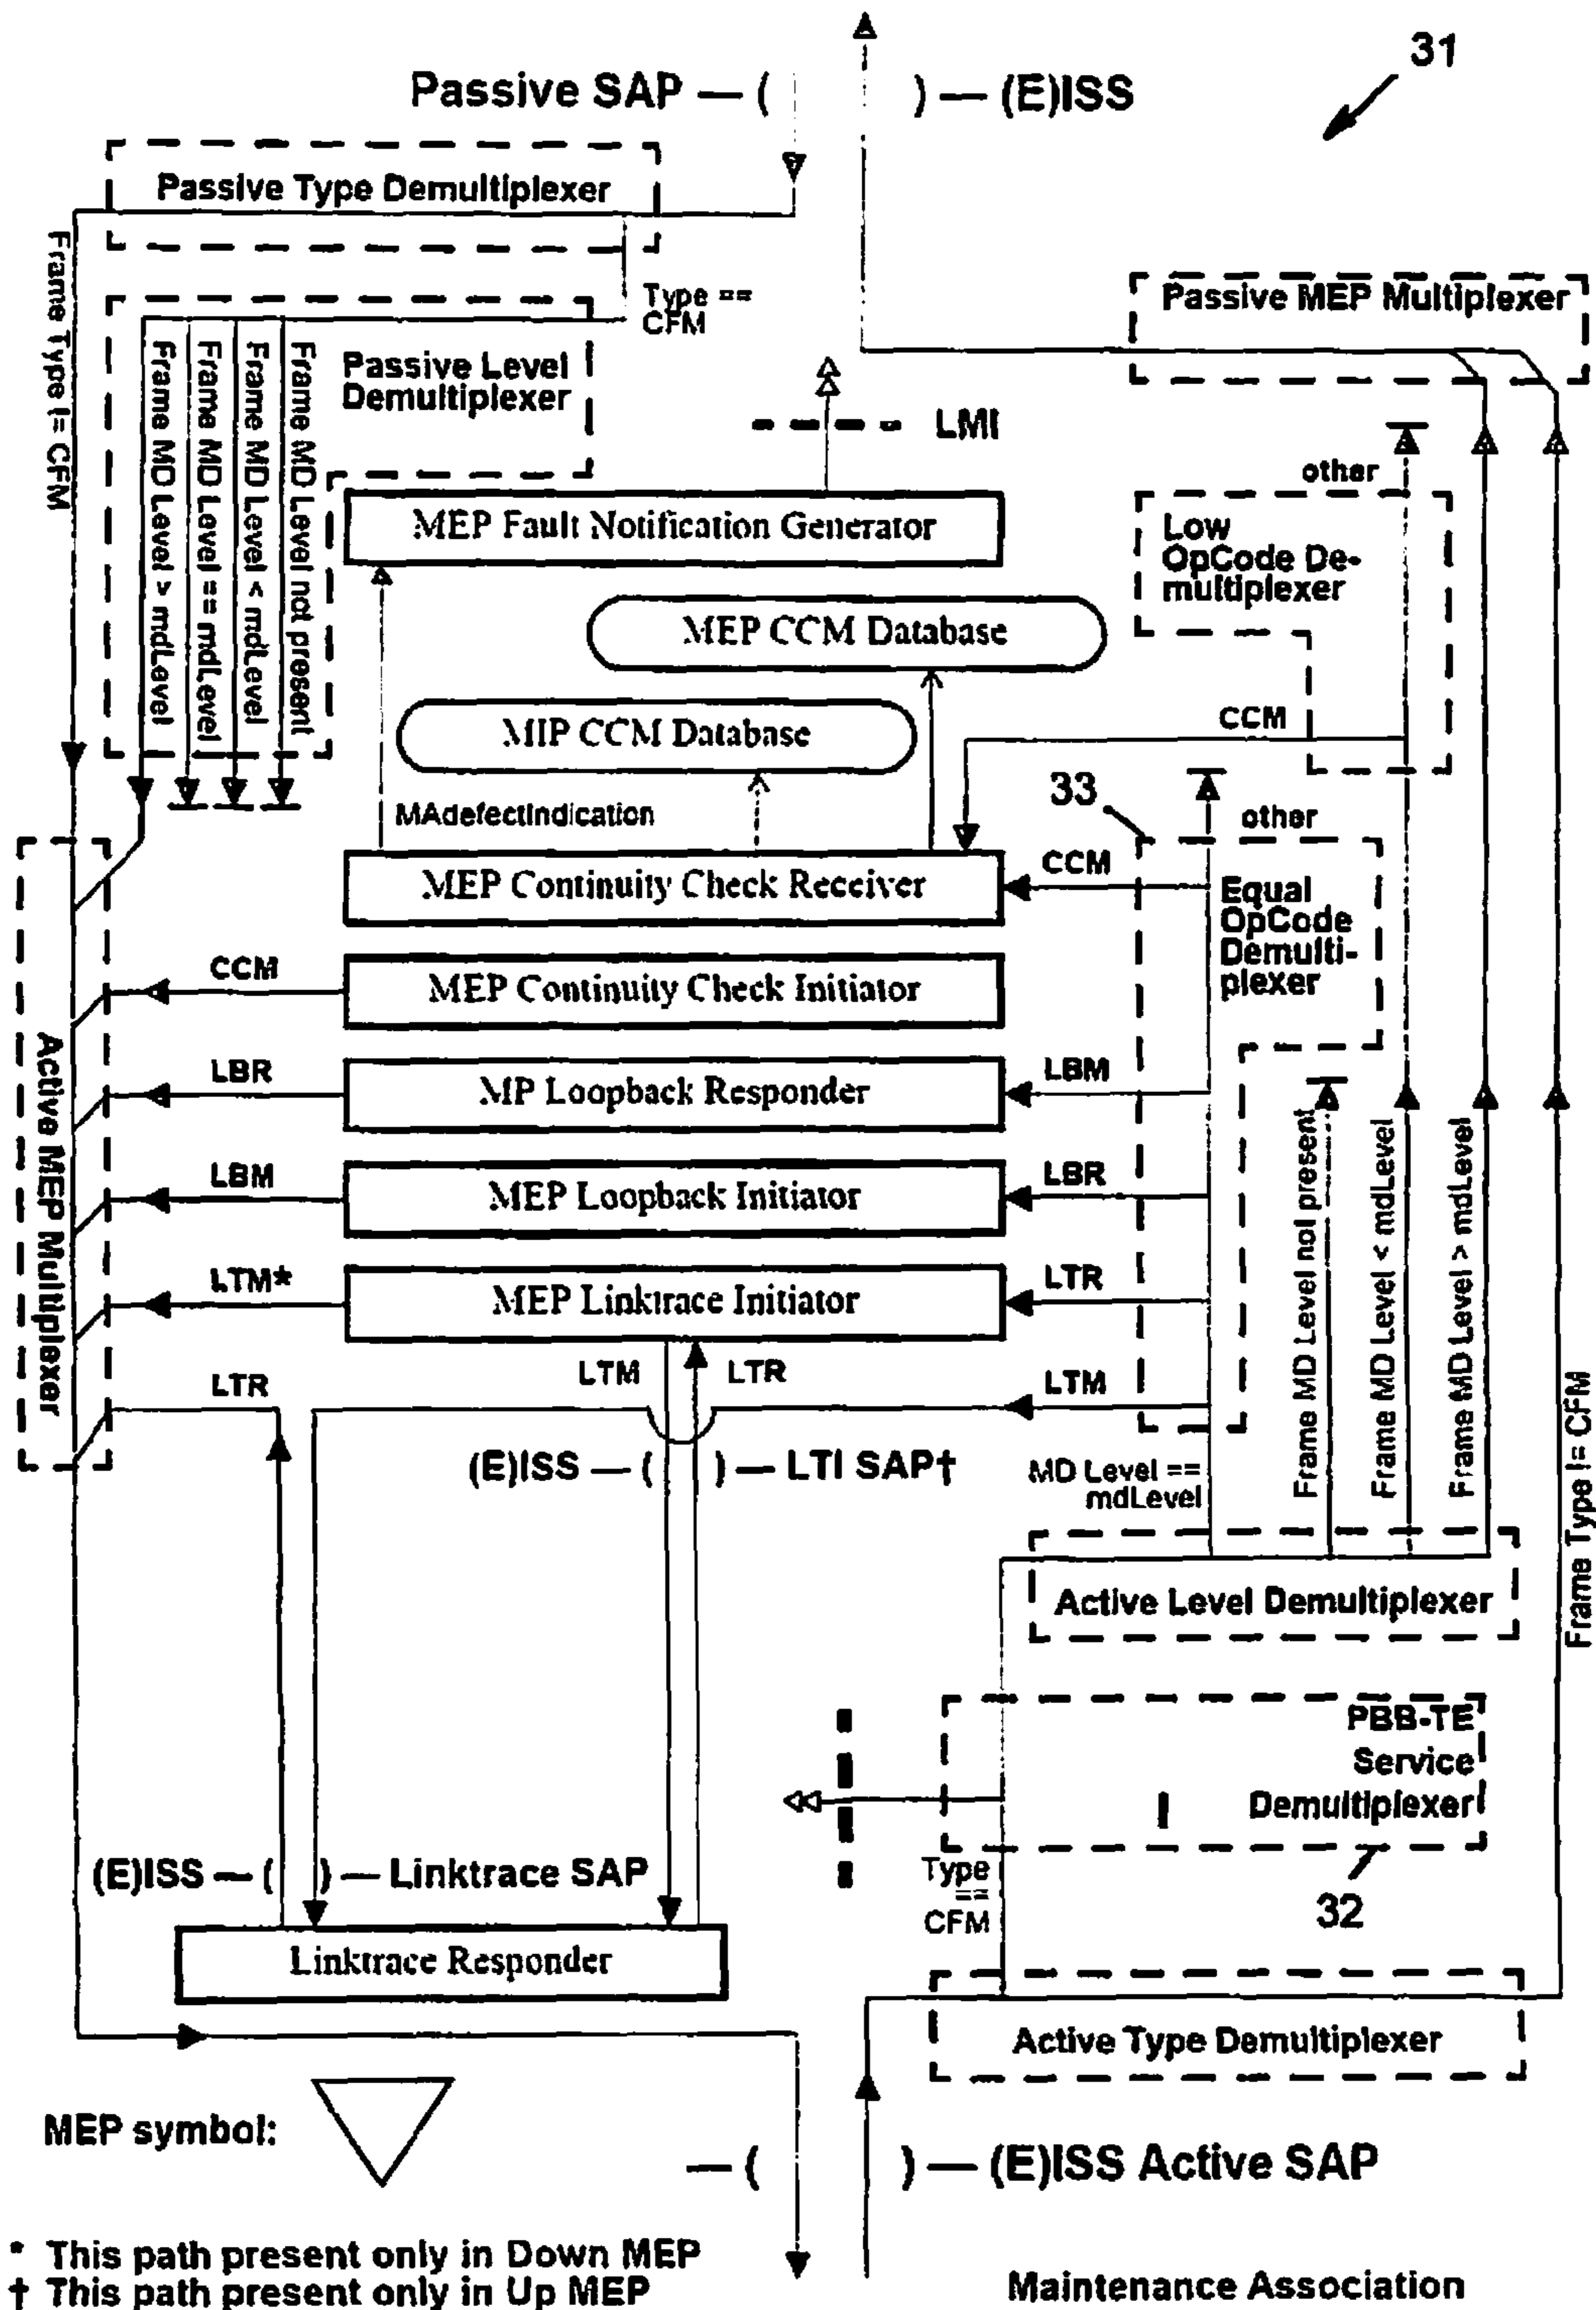 31
Passive SAP — ( ) — (E)ISS
Passive Type Demultiplexer
Frame Type != CFM
Type ==
CFM
Passive MEP Multiplexer
Passive Level
Demultiplexer
Frame MD Level > mdLevel
Frame MD Level == mdLevel
Frame MD Level < mdLevel
Frame MD Level not present
LMI
other
MEP Fault Notification Generator
Low
OpCode De-
multiplexer
MEP CCM Database
MIP CCM Database
CCM
33
MAdefectIndication
other
MEP Continuity Check Receiver
CCM
Equal
OpCode
Demulti-
plexer
CCM
MEP Continuity Check Initiator
Active MEP Multiplexer
LBR
MP Loopback Responder
LBM
LBM
MEP Loopback Initiator
LBR
LTM*
MEP Linktrace Initiator
LTR
Frame MD Level not present
Frame MD Level < mdLevel
Frame MD Level > mdLevel
Frame Type != CFM
LTR
LTM
LTR
LTM
(E)ISS — ( ) — LTI SAP†
MD Level ==
mdLevel
Active Level Demultiplexer
PBB-TE
Service
Demultiplexer
32
(E)ISS — ( ) — Linktrace SAP
Type
==
CFM
Linktrace Responder
Active Type Demultiplexer
MEP symbol:
— ( ) — (E)ISS Active SAP
* This path present only in Down MEP
† This path present only in Up MEP
Maintenance Association